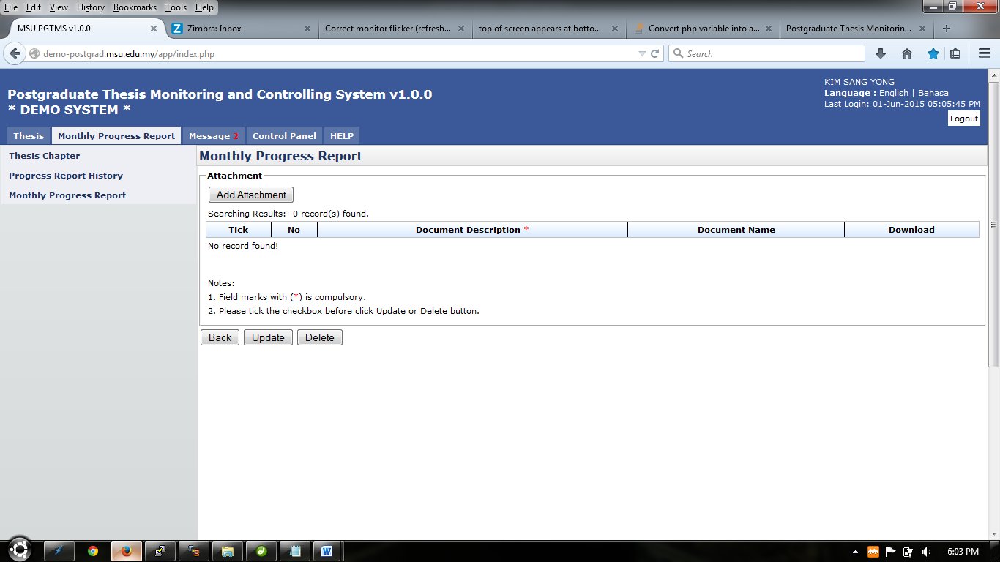 File Edit View History Bookmarks Tools Help
MSU PGTMS v1.0.0
Zimbra: Inbox
Correct monitor flicker (refresh...
top of screen appears at botto...
Convert php variable into a...
Postgraduate Thesis Monitorin...
demo-postgrad.msu.edu.my/app/index.php
Search
Postgraduate Thesis Monitoring and Controlling System v1.0.0
* DEMO SYSTEM *
KIM SANG YONG
Language : English | Bahasa
Last Login: 01-Jun-2015 05:05:45 PM
Logout
Thesis
Monthly Progress Report
Message 2
Control Panel
HELP
Thesis Chapter
Progress Report History
Monthly Progress Report
Monthly Progress Report
Attachment
Add Attachment
Searching Results:- 0 record(s) found.
Tick No Document Description * Document Name Download
No record found!
Notes:
1. Field marks with (*) is compulsory.
2. Please tick the checkbox before click Update or Delete button.
Back Update Delete
6:03 PM